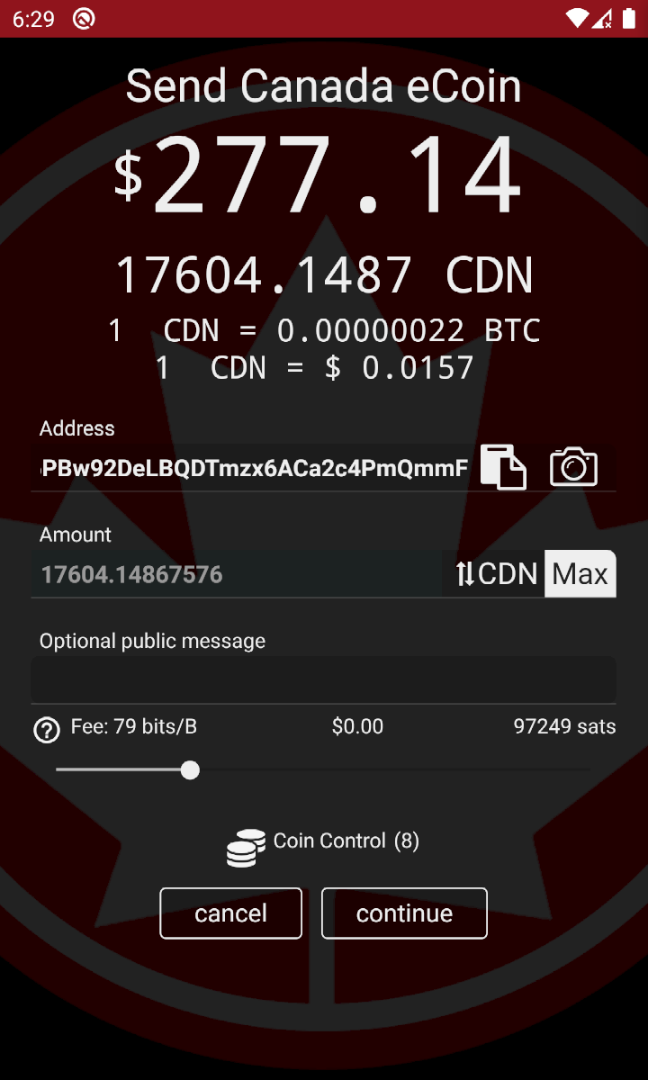 6:29
Send Canada eCoin
$277.14
17604.1487 CDN
1 CDN = 0.00000022 BTC
1 CDN = $ 0.0157
Address
PBw92DeLBQDTmzx6ACa2c4PmQmmF
Amount
17604.14867576 CDN Max
Optional public message
Fee: 79 bits/B $0.00 97249 sats
Coin Control (8)
cancel continue